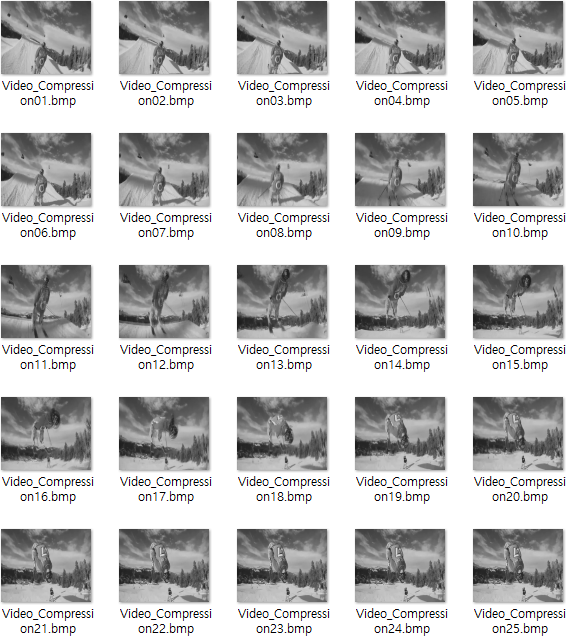 Video_Compressi Video_Compressi Video_Compressi Video_Compressi Video_Compressi
on01.bmp on02.bmp on03.bmp on04.bmp on05.bmp
Video_Compressi Video_Compressi Video_Compressi Video_Compressi Video_Compressi
on06.bmp on07.bmp on08.bmp on09.bmp on10.bmp
Video_Compressi Video_Compressi Video_Compressi Video_Compressi Video_Compressi
on11.bmp on12.bmp on13.bmp on14.bmp on15.bmp
Video_Compressi Video_Compressi Video_Compressi Video_Compressi Video_Compressi
on16.bmp on17.bmp on18.bmp on19.bmp on20.bmp
Video_Compressi Video_Compressi Video_Compressi Video_Compressi Video_Compressi
on21.bmp on22.bmp on23.bmp on24.bmp on25.bmp